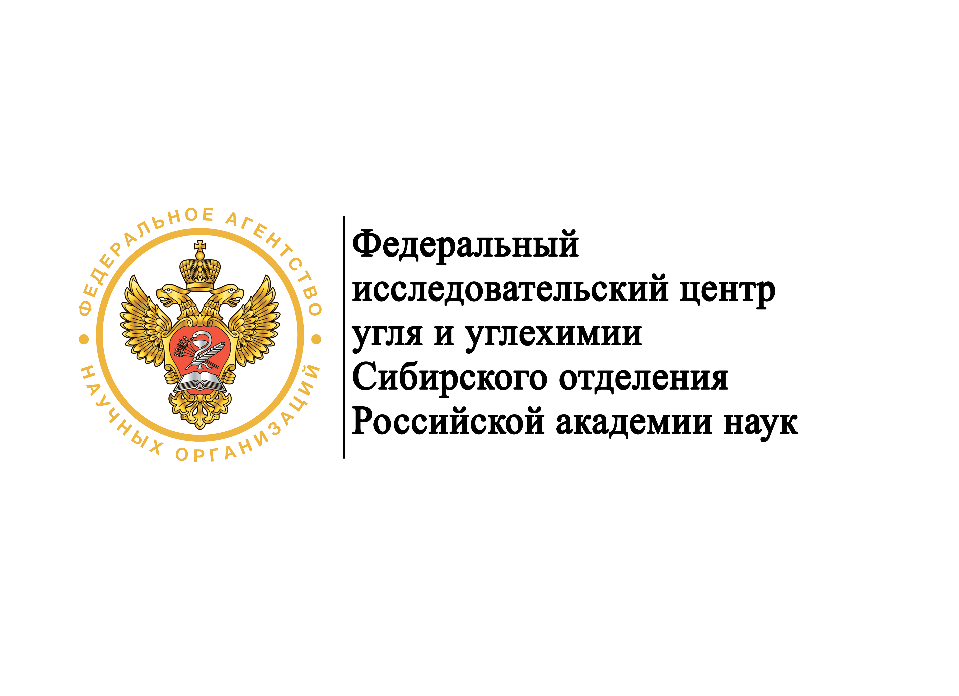 ФЕДЕРАЛЬНОЕ АГЕНТСТВО
НАУЧНЫХ ОРГАНИЗАЦИЙ
Федеральный
исследовательский центр
угля и углехимии
Сибирского отделения
Российской академии наук